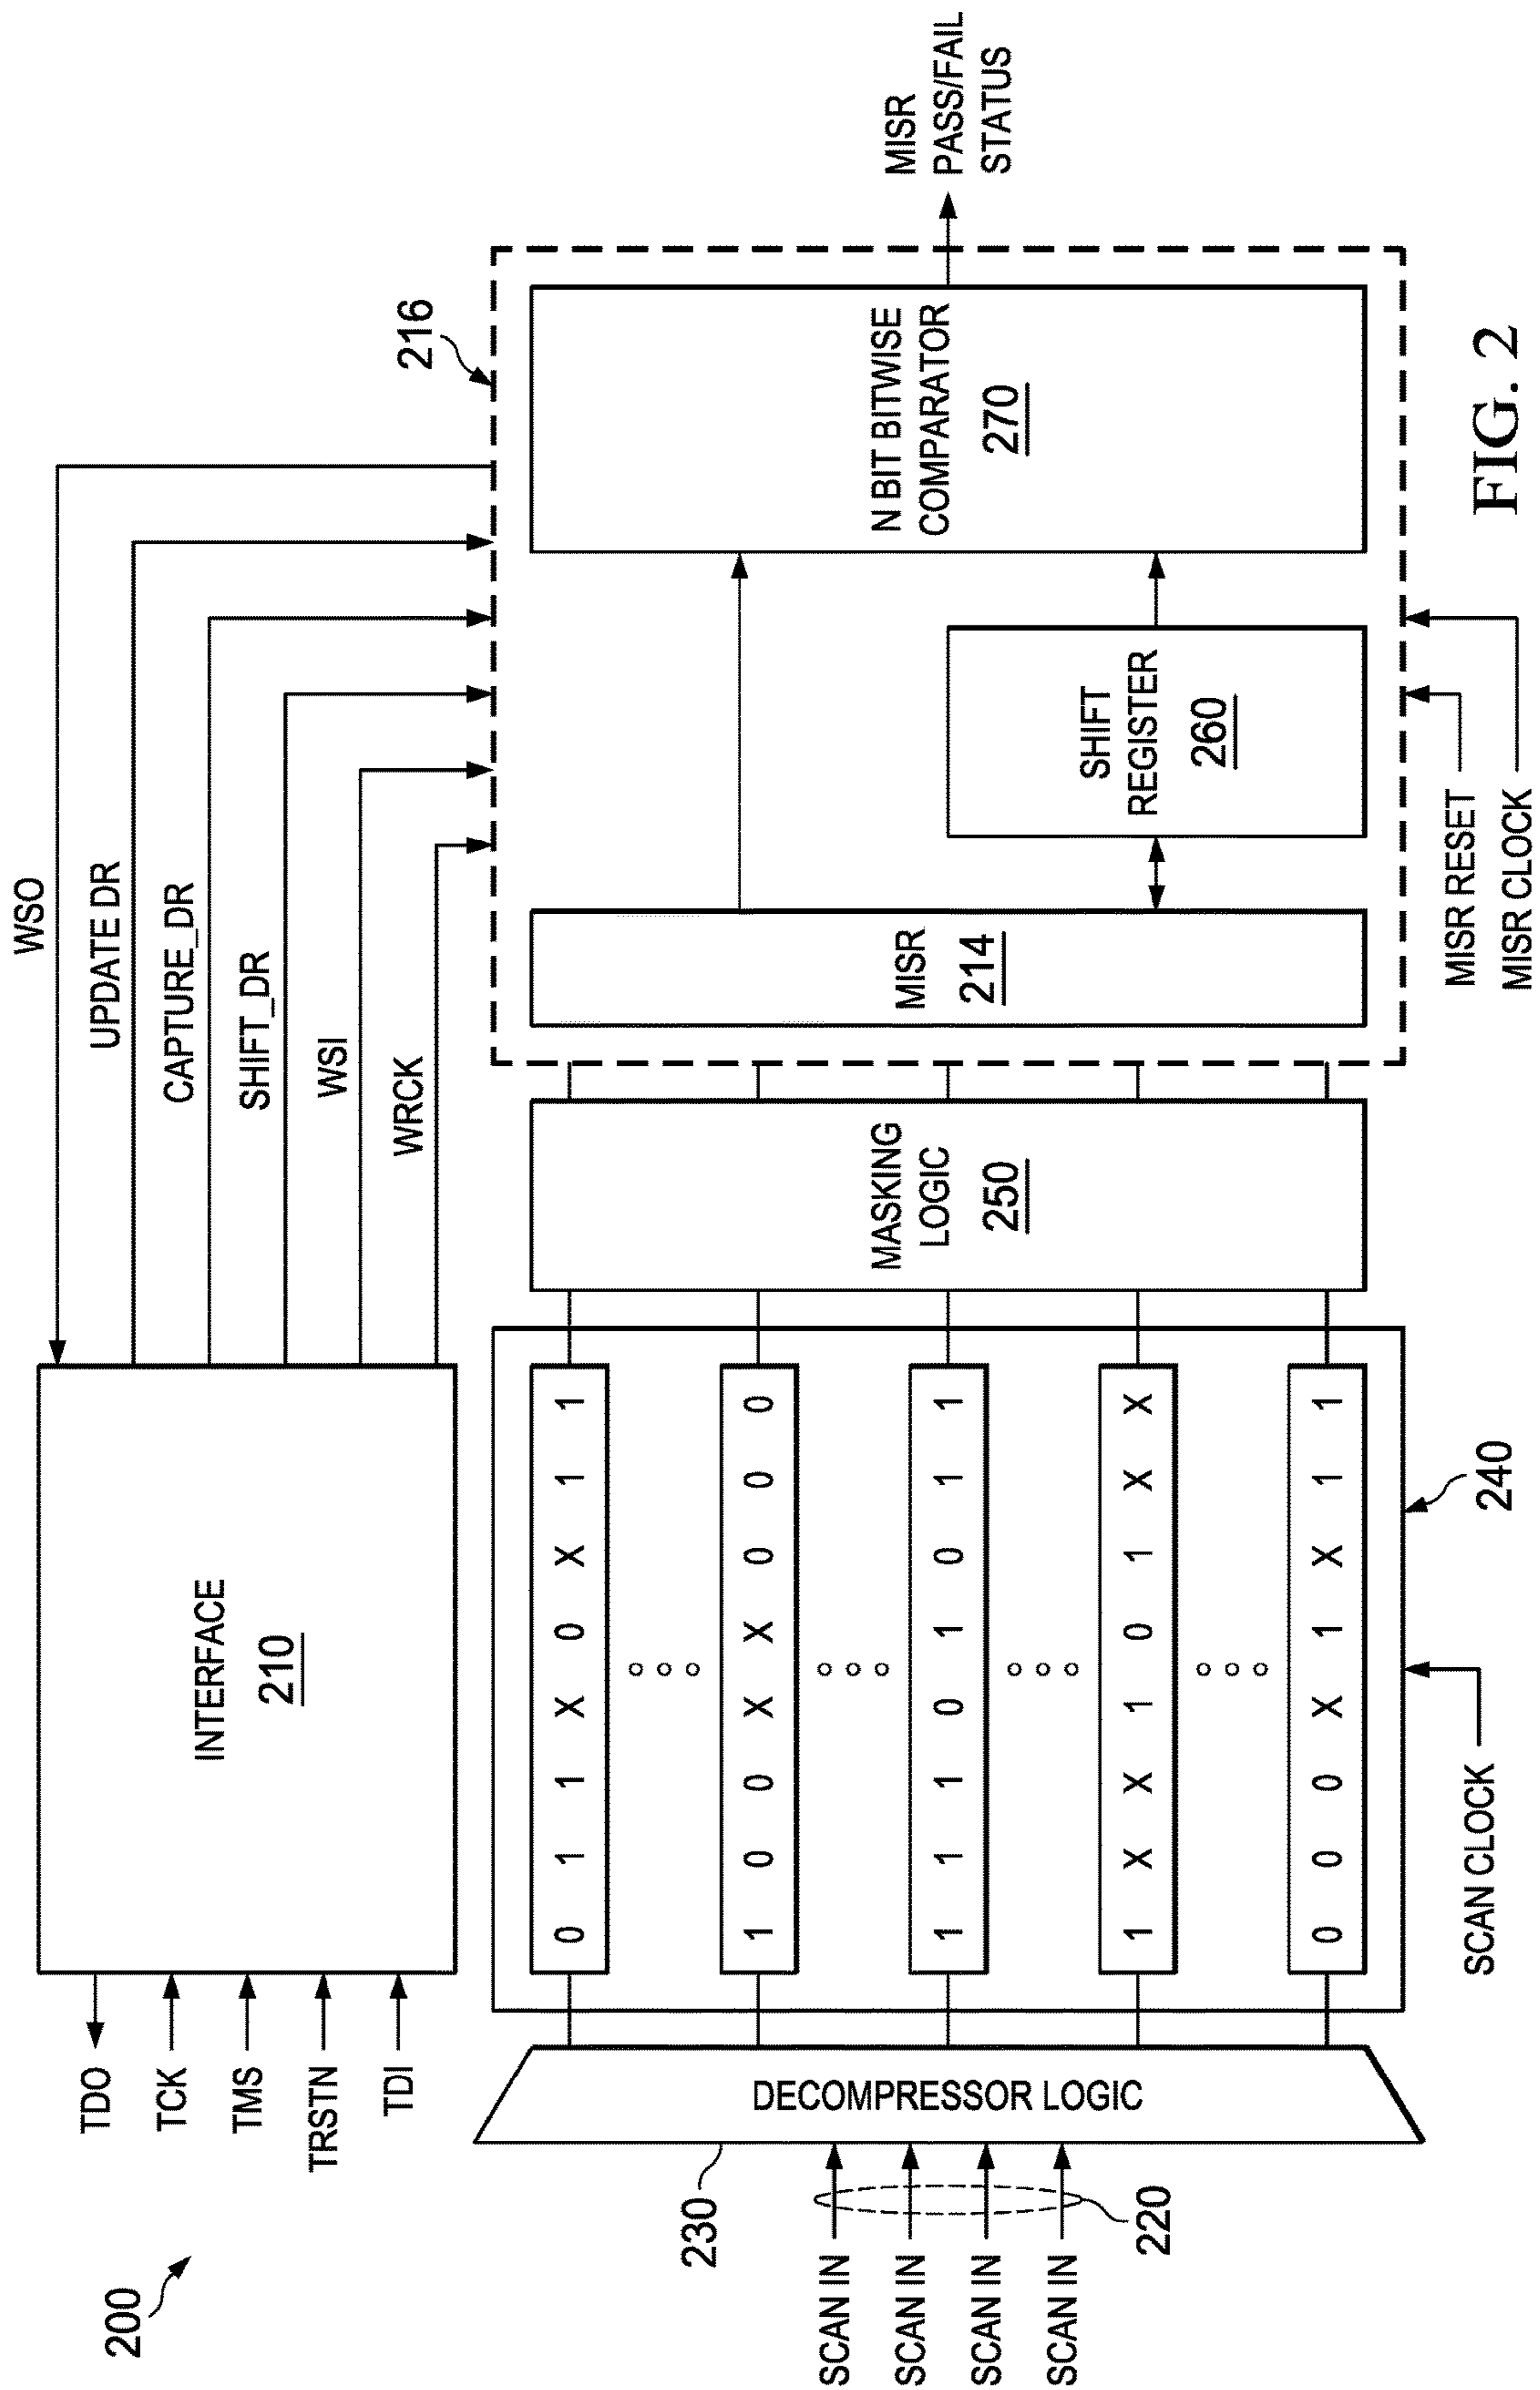 200
TDO
TCK
TMS
TRSTN
TDI
INTERFACE
210
WSO
UPDATE DR
CAPTURE_DR
SHIFT_DR
WSI
WRCK
216
SCAN IN
SCAN IN
SCAN IN
SCAN IN
220
230
DECOMPRESSOR LOGIC
0 1 1 X 0 X 1 1
1 0 0 X X 0 0 0
1 1 1 0 1 0 1 1
1 X X 1 0 1 X X
0 0 0 X 1 X 1 1
SCAN CLOCK
240
MASKING
LOGIC
250
MISR
214
SHIFT
REGISTER
260
N BIT BITWISE
COMPARATOR
270
MISR
PASS/FAIL
STATUS
MISR RESET
MISR CLOCK
FIG. 2